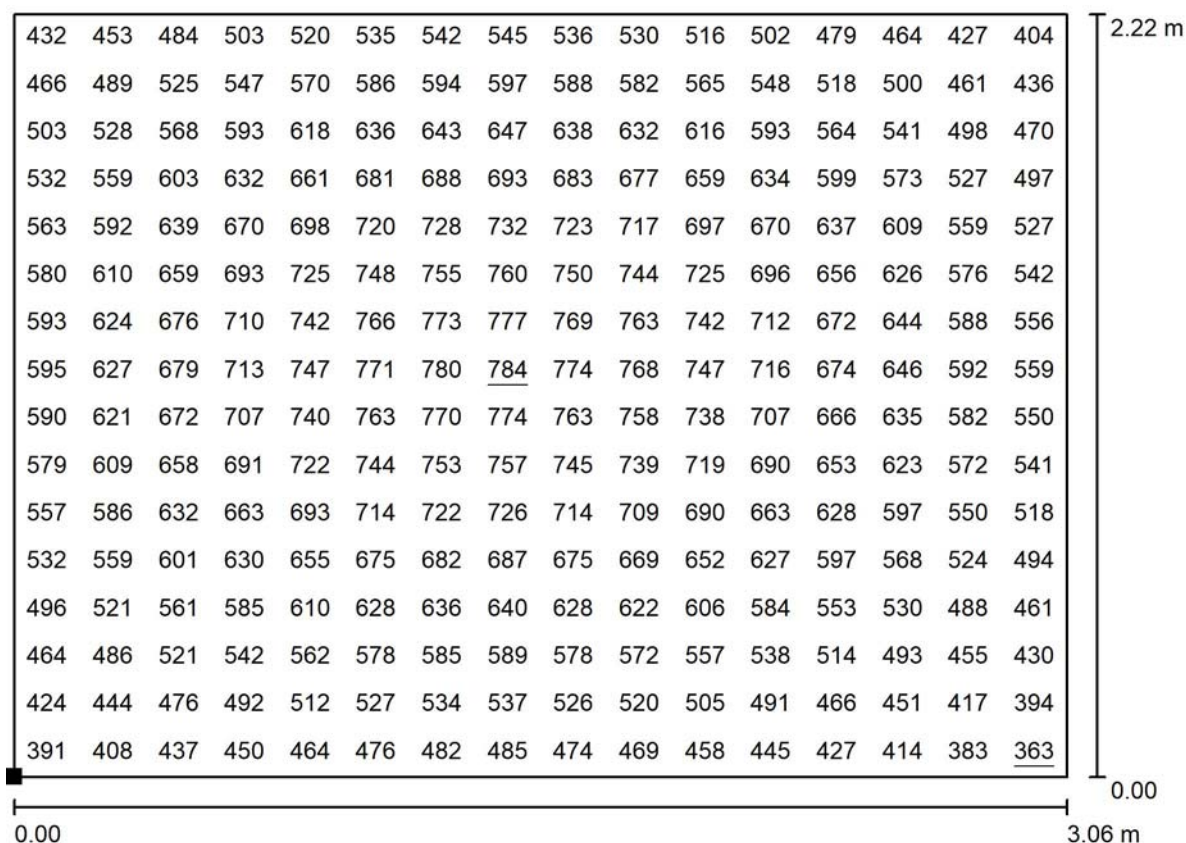 432 453 484 503 520 535 542 545 536 530 516 502 479 464 427 404 2.22 m
466 489 525 547 570 586 594 597 588 582 565 548 518 500 461 436
503 528 568 593 618 636 643 647 638 632 616 593 564 541 498 470
532 559 603 632 661 681 688 693 683 677 659 634 599 573 527 497
563 592 639 670 698 720 728 732 723 717 697 670 637 609 559 527
580 610 659 693 725 748 755 760 750 744 725 696 656 626 576 542
593 624 676 710 742 766 773 777 769 763 742 712 672 644 588 556
595 627 679 713 747 771 780 784 774 768 747 716 674 646 592 559
590 621 672 707 740 763 770 774 763 758 738 707 666 635 582 550
579 609 658 691 722 744 753 757 745 739 719 690 653 623 572 541
557 586 632 663 693 714 722 726 714 709 690 663 628 597 550 518
532 559 601 630 655 675 682 687 675 669 652 627 597 568 524 494
496 521 561 585 610 628 636 640 628 622 606 584 553 530 488 461
464 486 521 542 562 578 585 589 578 572 557 538 514 493 455 430
424 444 476 492 512 527 534 537 526 520 505 491 466 451 417 394
391 408 437 450 464 476 482 485 474 469 458 445 427 414 383 363
0.00
0.00 3.06 m